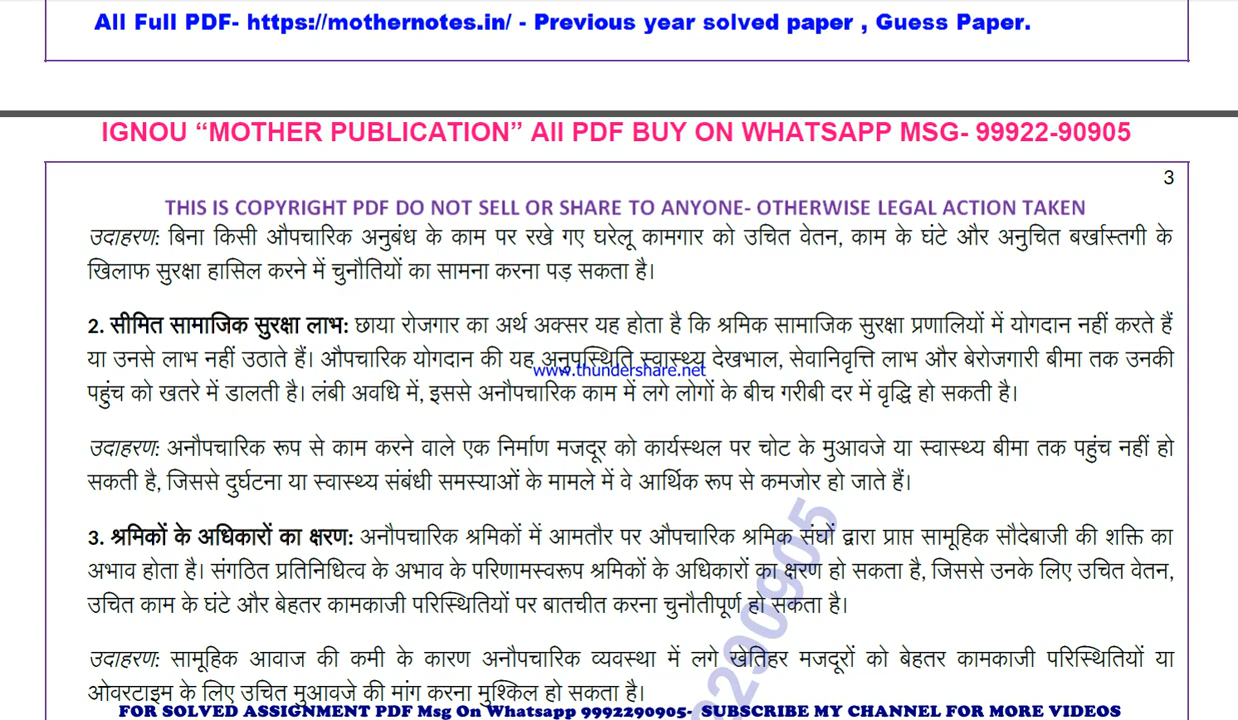 All Full PDF- https://mothernotes.in/ - Previous year solved paper , Guess Paper.
IGNOU “MOTHER PUBLICATION” All PDF BUY ON WHATSAPP MSG- 99922-90905
3
THIS IS COPYRIGHT PDF DO NOT SELL OR SHARE TO ANYONE- OTHERWISE LEGAL ACTION TAKEN
उदाहरण: बिना किसी औपचारिक अनुबंध के काम पर रखे गए घरेलू कामगार को उचित वेतन, काम के घंटे और अनुचित बर्खास्तगी के
खिलाफ सुरक्षा हासिल करने में चुनौतियों का सामना करना पड़ सकता है।
2. सीमित सामाजिक सुरक्षा लाभ: छाया रोजगार का अर्थ अक्सर यह होता है कि श्रमिक सामाजिक सुरक्षा प्रणालियों में योगदान नहीं करते हैं
या उनसे लाभ नहीं उठाते हैं। औपचारिक योगदान की यह अनुपस्थिति स्वास्थ्य देखभाल, सेवानिवृत्ति लाभ और बेरोजगारी बीमा तक उनकी
www.thundershare.net
पहुंच को खतरे में डालती है। लंबी अवधि में, इससे अनौपचारिक काम में लगे लोगों के बीच गरीबी दर में वृद्धि हो सकती है।
उदाहरण: अनौपचारिक रूप से काम करने वाले एक निर्माण मजदूर को कार्यस्थल पर चोट के मुआवजे या स्वास्थ्य बीमा तक पहुंच नहीं हो
सकती है, जिससे दुर्घटना या स्वास्थ्य संबंधी समस्याओं के मामले में वे आर्थिक रूप से कमजोर हो जाते हैं।
3. श्रमिकों के अधिकारों का क्षरण: अनौपचारिक श्रमिकों में आमतौर पर औपचारिक श्रमिक संघों द्वारा प्राप्त सामूहिक सौदेबाजी की शक्ति का
अभाव होता है। संगठित प्रतिनिधित्व के अभाव के परिणामस्वरूप श्रमिकों के अधिकारों का क्षरण हो सकता है, जिससे उनके लिए उचित वेतन,
उचित काम के घंटे और बेहतर कामकाजी परिस्थितियों पर बातचीत करना चुनौतीपूर्ण हो सकता है।
उदाहरण: सामूहिक आवाज की कमी के कारण अनौपचारिक व्यवस्था में लगे खेतिहर मजदूरों को बेहतर कामकाजी परिस्थितियों या
ओवरटाइम के लिए उचित मुआवजे की मांग करना मुश्किल हो सकता है।
FOR SOLVED ASSIGNMENT PDF Msg On Whatsapp 9992290905- SUBSCRIBE MY CHANNEL FOR MORE VIDEOS